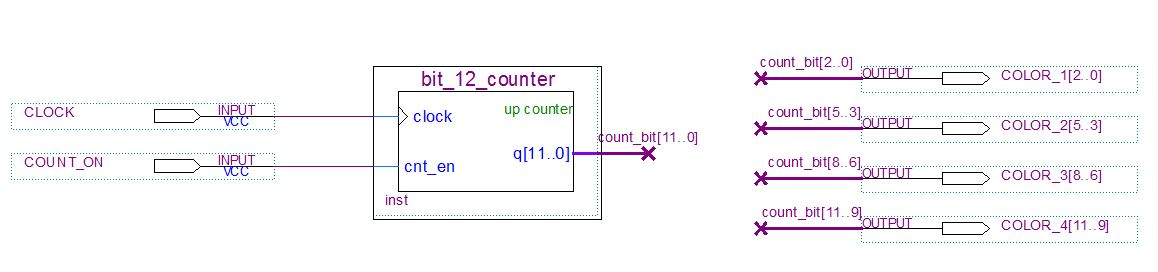 CLOCK
INPUT
VCC
COUNT_ON
INPUT
VCC
bit_12_counter
up counter
clock
q[11..0]
cnt_en
inst
count_bit[11..0]
count_bit[2..0]
OUTPUT
COLOR_1[2..0]
count_bit[5..3]
OUTPUT
COLOR_2[5..3]
count_bit[8..6]
OUTPUT
COLOR_3[8..6]
count_bit[11..9]
OUTPUT
COLOR_4[11..9]